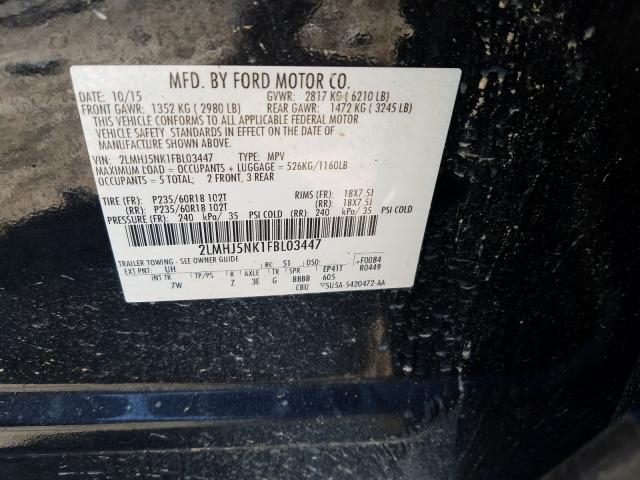 MFD. BY FORD MOTOR CO.
DATE: 10/15 GVWR: 2817 KG ( 6210 LB)
FRONT GAWR: 1352 KG ( 2980 LB) REAR GAWR: 1472 KG ( 3245 LB)
THIS VEHICLE CONFORMS TO ALL APPLICABLE FEDERAL MOTOR
VEHICLE SAFETY STANDARDS IN EFFECT ON THE DATE OF
MANUFACTURE SHOWN ABOVE.
VIN: 2LMHJ5NK1FBL03447 TYPE: MPV
MAXIMUM LOAD = OCCUPANTS + LUGGAGE = 526KG/1160LB
OCCUPANTS = 5 TOTAL; 2 FRONT, 3 REAR
TIRE (FR): P235/60R18 102T RIMS (FR): 18X7.5J
(RR): P235/60R18 102T (RR): 18X7.5J
PRESSURE (FR): 240 kPa/ 35 PSI COLD (RR): 240 kPa/ 35 PSI COLD
2LMHJ5NK1FBL03447
TRAILER TOWING - SEE OWNER GUIDE
EXT PNT: UH RC: 51 DSO: F0084
INT TR TP/PS R AXLE TR SPR EP411 R0449
7W Z 3E G BBBB 605
CBU 5U5A-5420472-AA